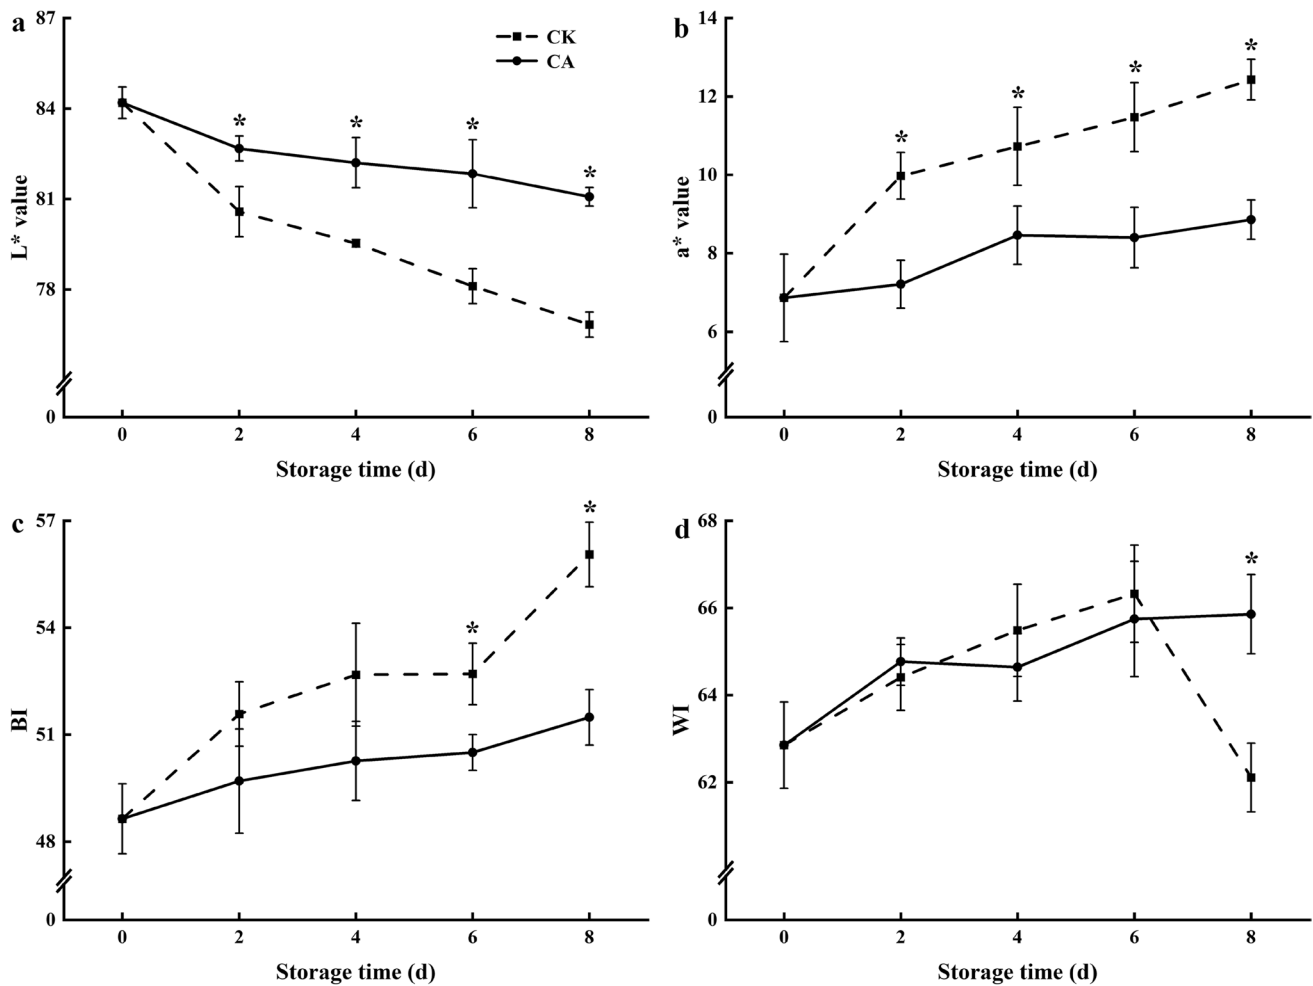 a
87
84
81
78
0
L* value
CK
CA
*
*
*
*
0 2 4 6 8
Storage time (d)
b
14
12
10
8
6
0
a* value
*
*
*
*
0 2 4 6 8
Storage time (d)
c
57
54
51
48
0
BI
*
*
0 2 4 6 8
Storage time (d)
d
68
66
64
62
0
WI
*
0 2 4 6 8
Storage time (d)